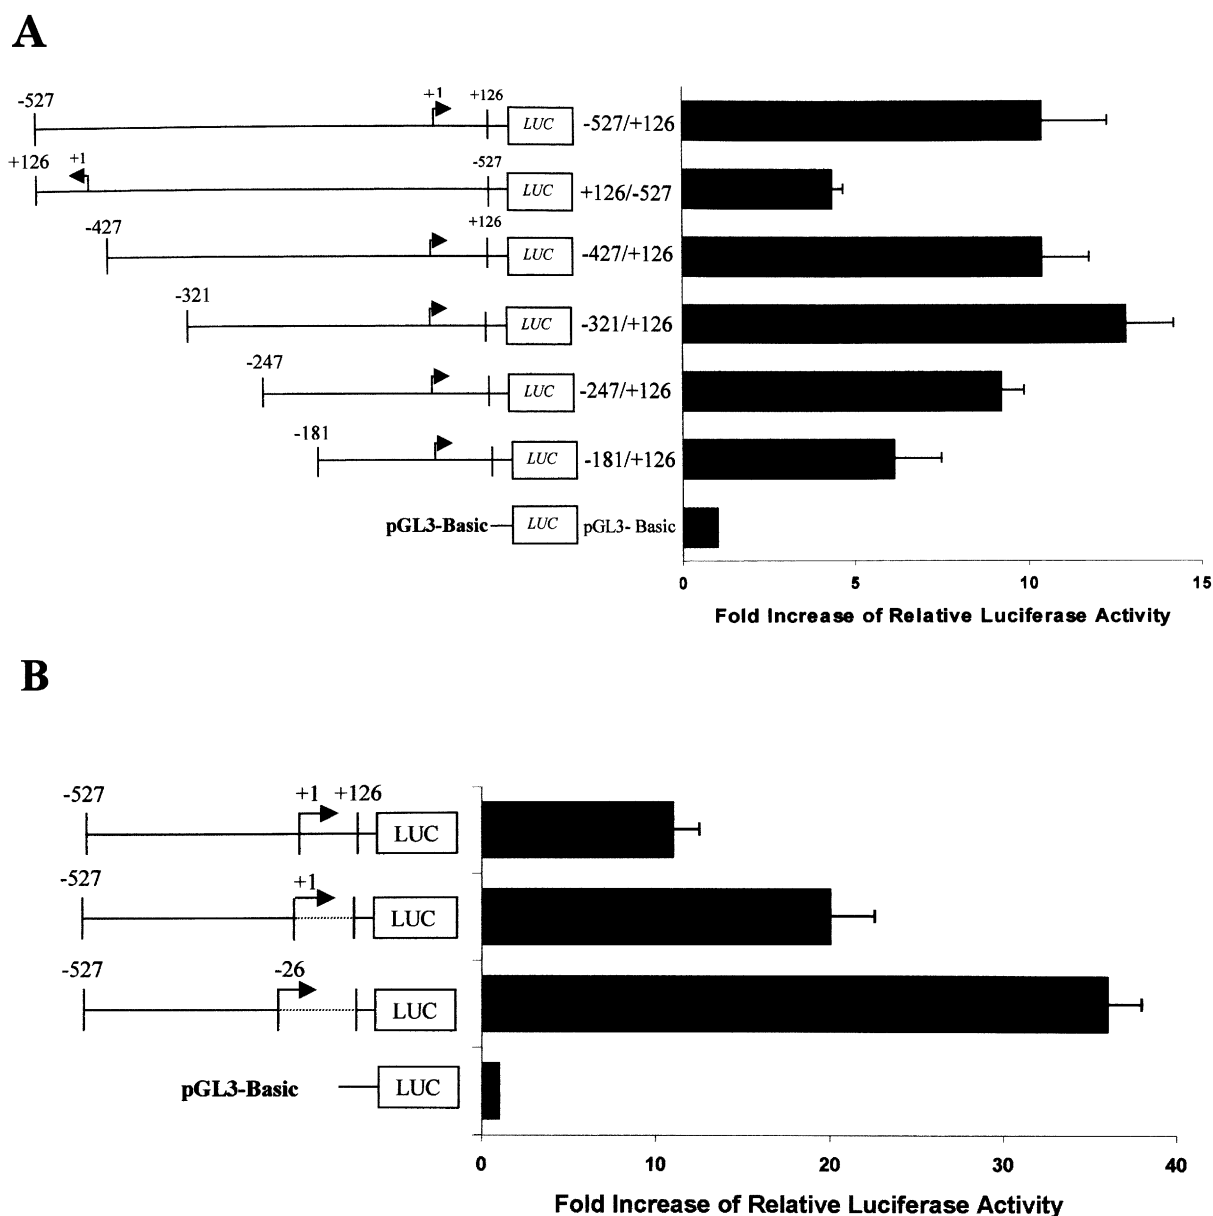 A
-527 +1 +126 LUC -527/+126
+126 +1 -527 LUC +126/-527
-427 +126 LUC -427/+126
-321 LUC -321/+126
-247 LUC -247/+126
-181 LUC -181/+126
pGL3-Basic LUC pGL3- Basic
0 5 10 15
Fold Increase of Relative Luciferase Activity
B
-527 +1 +126 LUC
-527 +1 LUC
-527 -26 LUC
pGL3-Basic LUC
0 10 20 30 40
Fold Increase of Relative Luciferase Activity